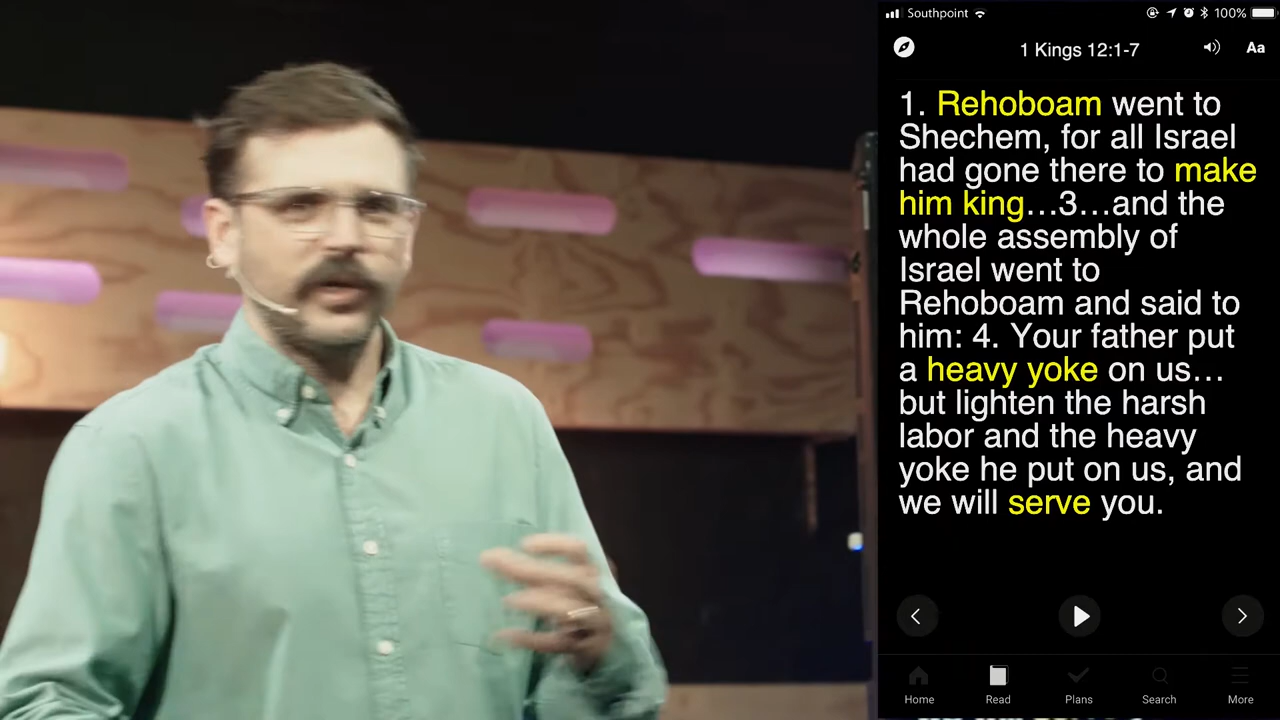 Southpoint
100%
1 Kings 12:1-7
Aa
1. Rehoboam went to
Shechem, for all Israel
had gone there to make
him king...3...and the
whole assembly of
Israel went to
Rehoboam and said to
him: 4. Your father put
a heavy yoke on us...
but lighten the harsh
labor and the heavy
yoke he put on us, and
we will serve you.
Home
Read
Plans
Search
More